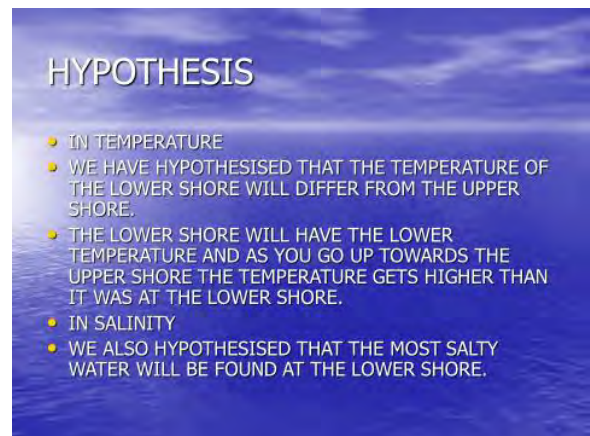 HYPOTHESIS
• IN TEMPERATURE
• WE HAVE HYPOTHESISED THAT THE TEMPERATURE OF
THE LOWER SHORE WILL DIFFER FROM THE UPPER
SHORE.
• THE LOWER SHORE WILL HAVE THE LOWER
TEMPERATURE AND AS YOU GO UP TOWARDS THE
UPPER SHORE THE TEMPERATURE GETS HIGHER THAN
IT WAS AT THE LOWER SHORE.
• IN SALINITY
• WE ALSO HYPOTHESISED THAT THE MOST SALTY
WATER WILL BE FOUND AT THE LOWER SHORE.